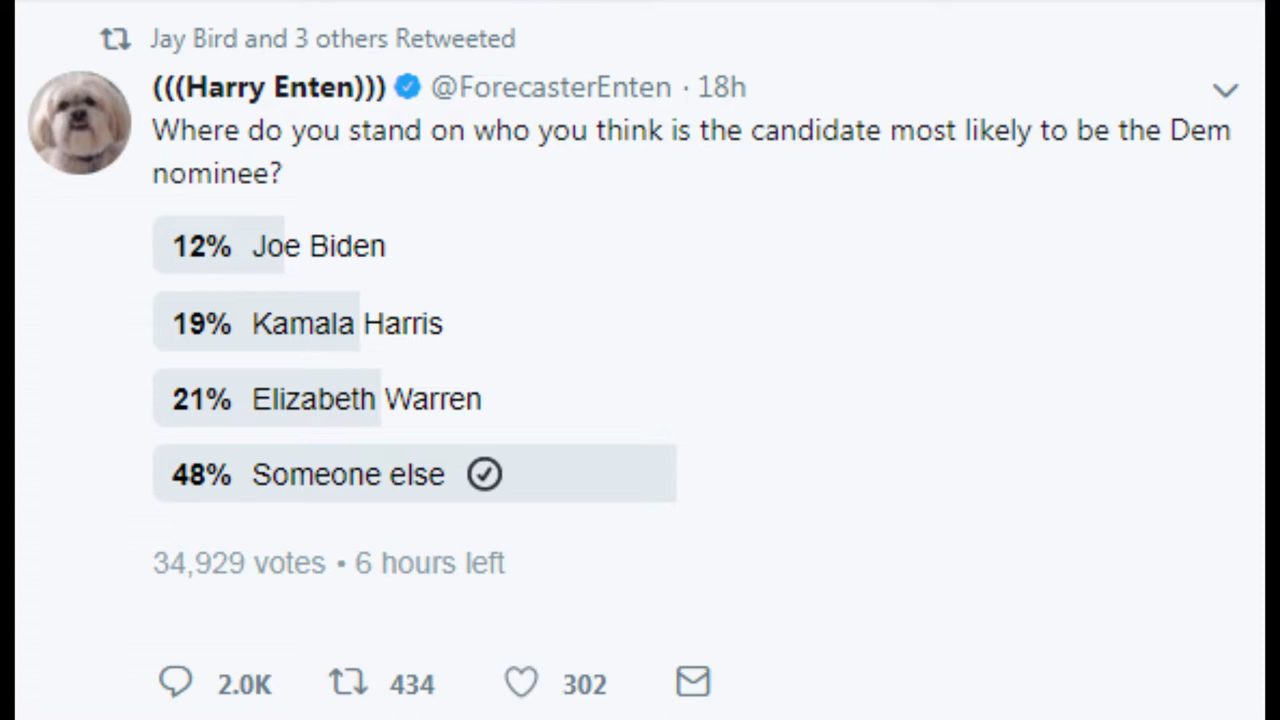 Jay Bird and 3 others Retweeted
(((Harry Enten))) @ForecasterEnten · 18h
Where do you stand on who you think is the candidate most likely to be the Dem
nominee?
12% Joe Biden
19% Kamala Harris
21% Elizabeth Warren
48% Someone else
34,929 votes • 6 hours left
2.0K 434 302